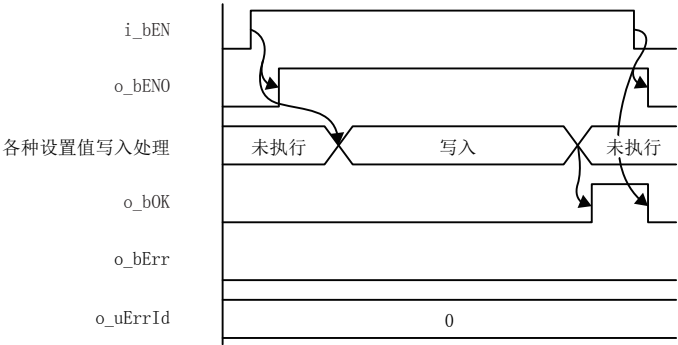 i_bEN
o_bENO
各种设置值写入处理 未执行 写入 未执行
o_bOK
o_bErr
o_uErrId 0